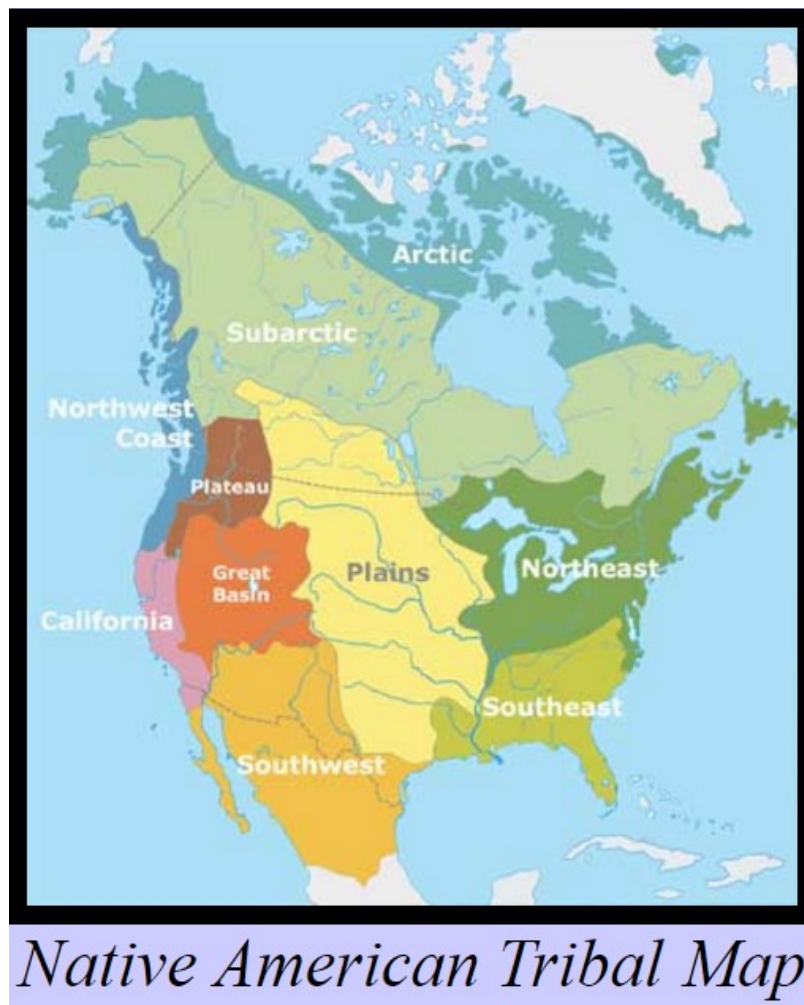 Arctic
Subarctic
Northwest
Coast
Plateau
Great
Basin
Plains
Northeast
California
Southeast
Southwest
Native American Tribal Map